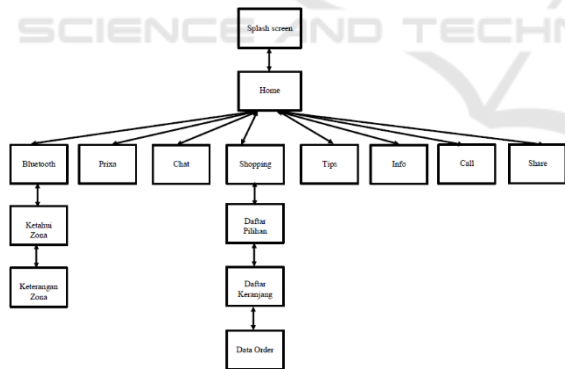 SCIENCE AND TECHN
Splash screen
Home
Bluetooth
Prixa
Chat
Shopping
Tips
Info
Call
Share
Ketahui
Zona
Daftar
Pilihan
Keterangan
Zona
Daftar
Keranjang
Data Order